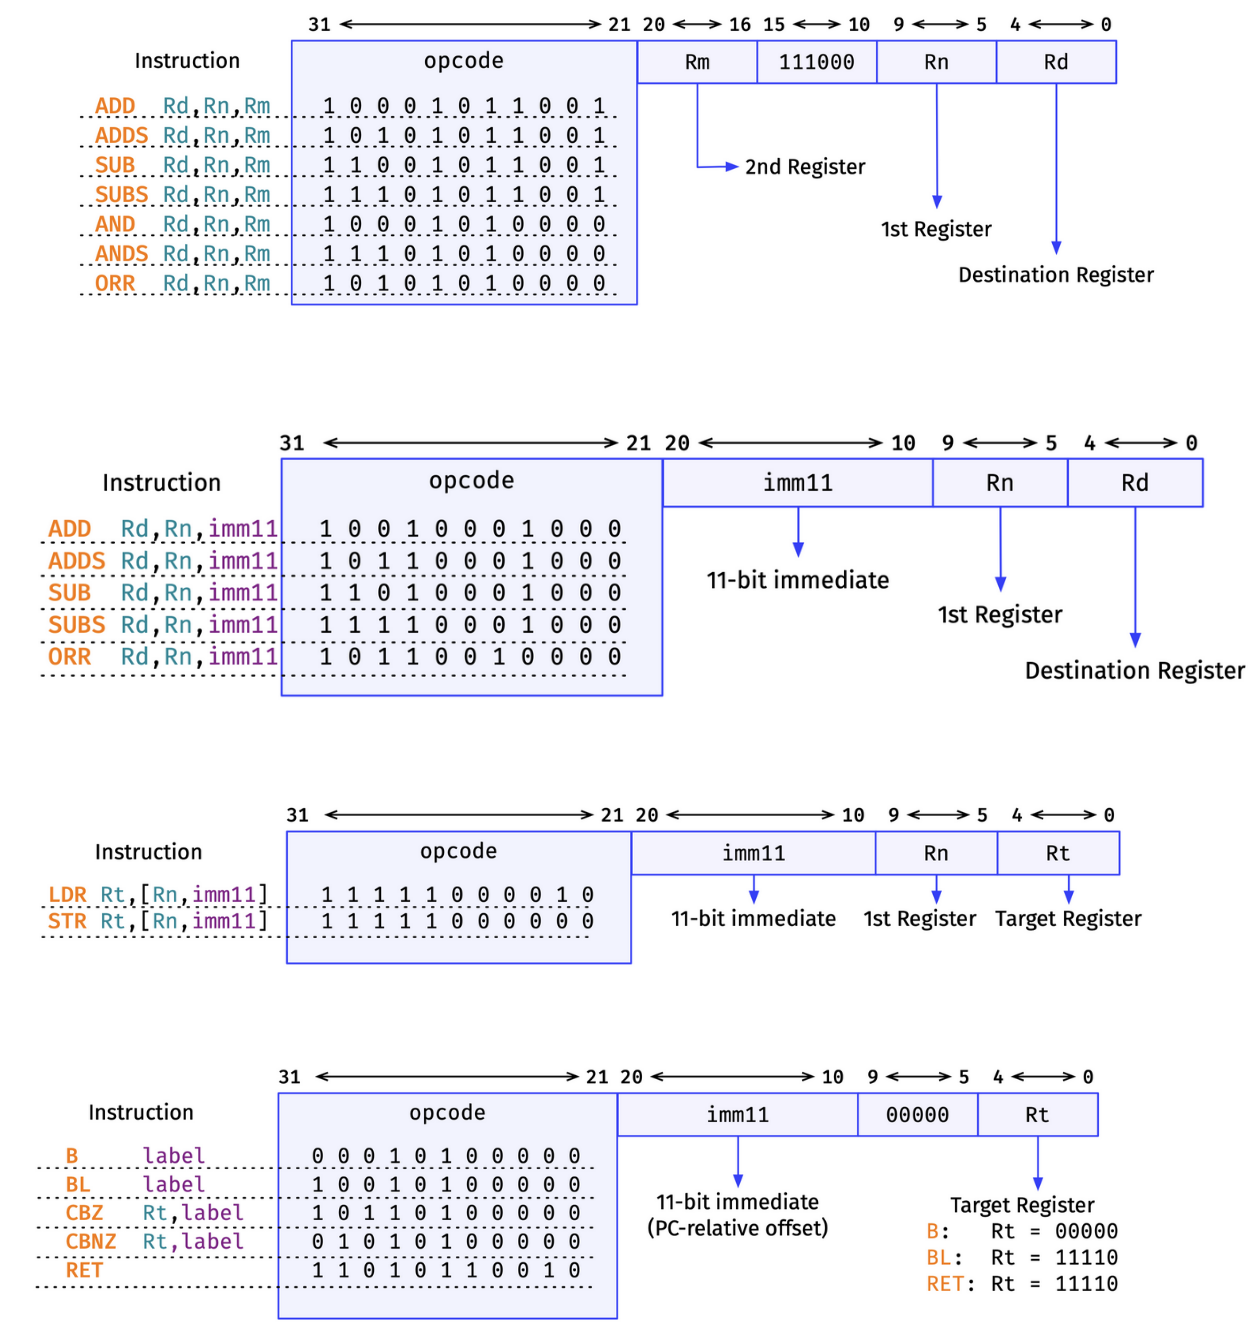 31 21 20 16 15 10 9 5 4 0
Instruction opcode Rm 111000 Rn Rd
ADD Rd,Rn,Rm 1 0 0 0 1 0 1 1 0 0 1
ADDS Rd,Rn,Rm 1 0 1 0 1 0 1 1 0 0 1
SUB Rd,Rn,Rm 1 1 0 0 1 0 1 1 0 0 1
SUBS Rd,Rn,Rm 1 1 1 0 1 0 1 1 0 0 1
AND Rd,Rn,Rm 1 0 0 0 1 0 1 0 0 0 0
ANDS Rd,Rn,Rm 1 1 1 0 1 0 1 0 0 0 0
ORR Rd,Rn,Rm 1 0 1 0 1 0 1 0 0 0 0
2nd Register
1st Register
Destination Register
31 21 20 10 9 5 4 0
Instruction opcode imm11 Rn Rd
ADD Rd,Rn,imm11 1 0 0 1 0 0 0 1 0 0 0
ADDS Rd,Rn,imm11 1 0 1 1 0 0 0 1 0 0 0
SUB Rd,Rn,imm11 1 1 0 1 0 0 0 1 0 0 0
SUBS Rd,Rn,imm11 1 1 1 1 0 0 0 1 0 0 0
ORR Rd,Rn,imm11 1 0 1 1 0 0 1 0 0 0 0
11-bit immediate
1st Register
Destination Register
31 21 20 10 9 5 4 0
Instruction opcode imm11 Rn Rt
LDR Rt,[Rn,imm11] 1 1 1 1 1 0 0 0 0 1 0
STR Rt,[Rn,imm11] 1 1 1 1 1 0 0 0 0 0 0
11-bit immediate 1st Register Target Register
31 21 20 10 9 5 4 0
Instruction opcode imm11 00000 Rt
B label 0 0 0 1 0 1 0 0 0 0 0
BL label 1 0 0 1 0 1 0 0 0 0 0
CBZ Rt,label 1 0 1 1 0 1 0 0 0 0 0
CBNZ Rt,label 0 1 0 1 0 1 0 0 0 0 0
RET 1 1 0 1 0 1 1 0 0 1 0
11-bit immediate
(PC-relative offset)
Target Register
B: Rt = 00000
BL: Rt = 11110
RET: Rt = 11110